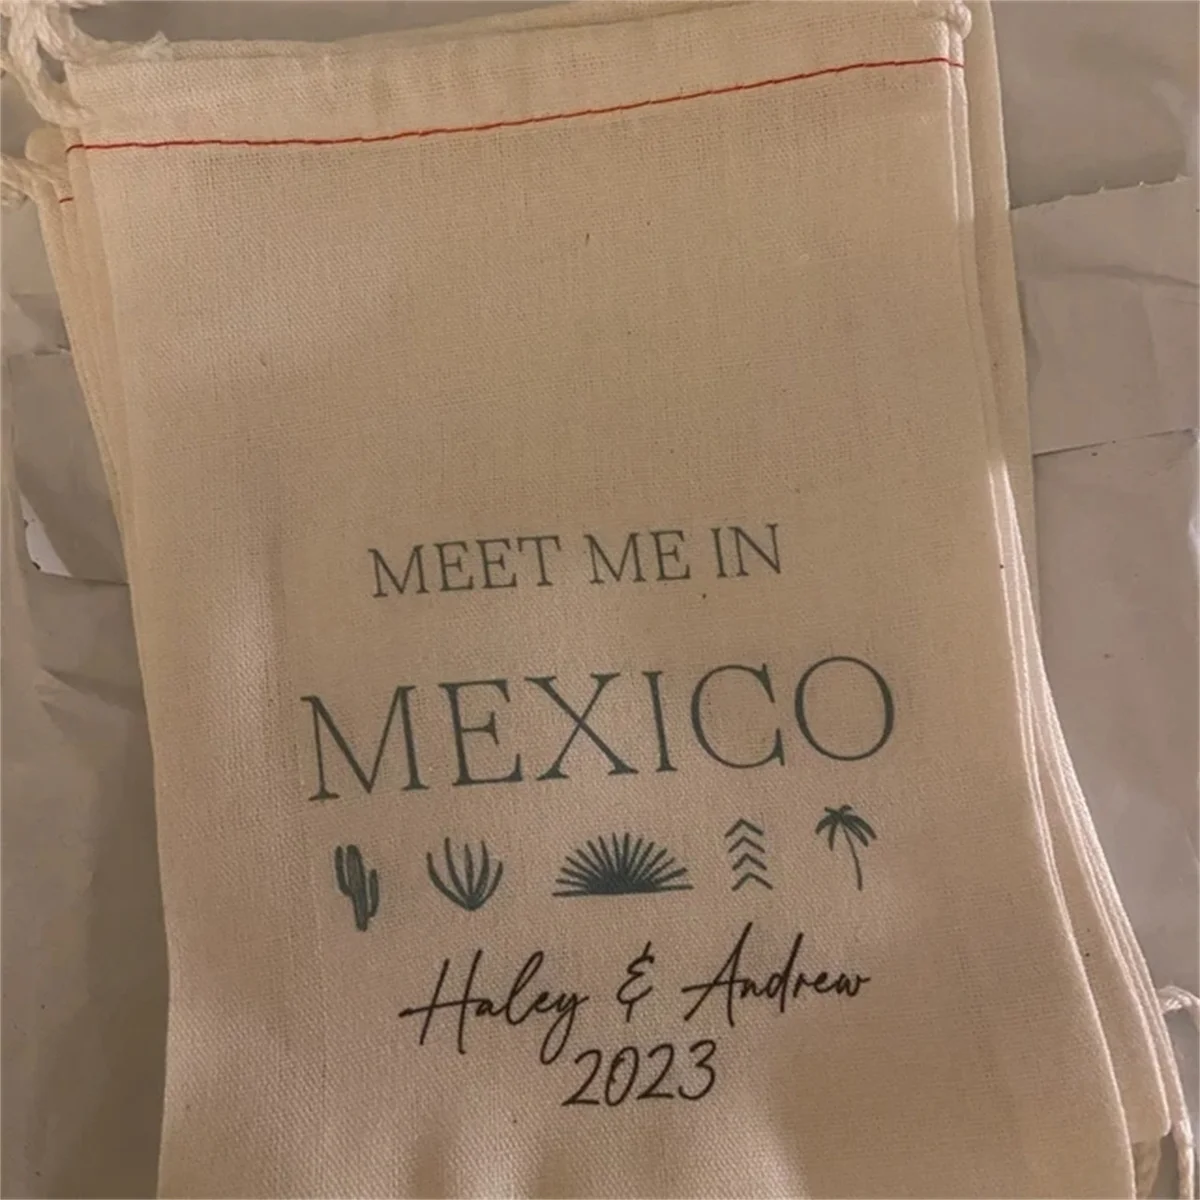 MEET ME IN
MEXICO
Haley & Andrew
2023